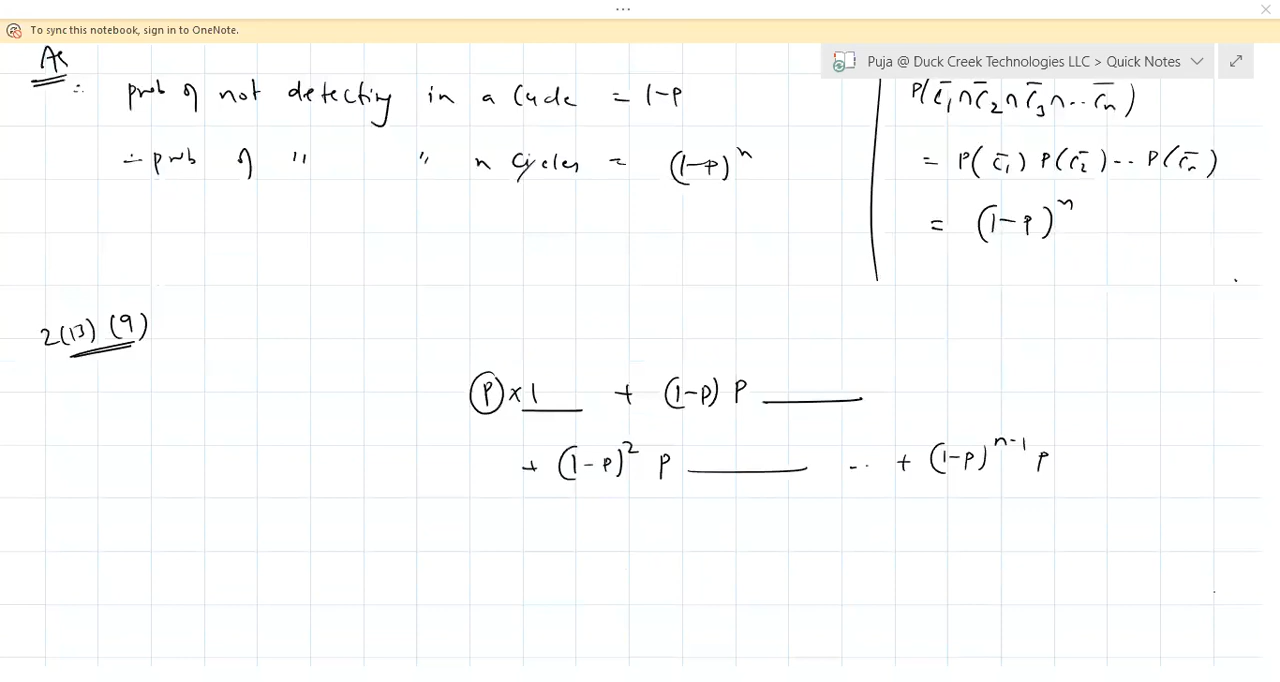 ...
To sync this notebook, sign in to OneNote.
Puja @ Duck Creek Technologies LLC > Quick Notes
As
∴ prob of not detecting in a Cycle = 1-p
∴ prob of " " n Cycles = (1-p)^n
P(C̄₁∩C̄₂∩C̄₃∩..C̄ₙ)
= P(C̄₁) P(C̄₂)-- P(C̄ₙ)
= (1-p)^n
2(13) (9)
(P)×1 + (1-p) p
+ (1-p)^2 p -- + (1-p)^{n-1} p